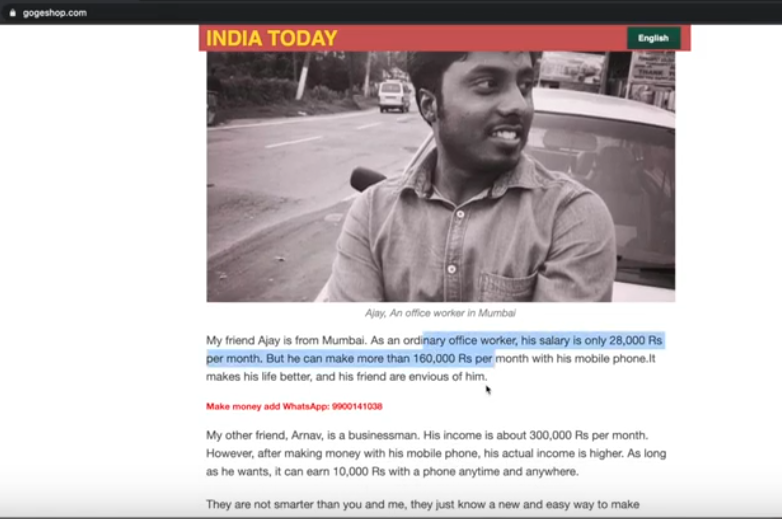 gogeshop.com
INDIA TODAY
English
Ajay, An office worker in Mumbai
My friend Ajay is from Mumbai. As an ordinary office worker, his salary is only 28,000 Rs
per month. But he can make more than 160,000 Rs per month with his mobile phone.It
makes his life better, and his friend are envious of him.
Make money add WhatsApp: 9900141038
My other friend, Arnav, is a businessman. His income is about 300,000 Rs per month.
However, after making money with his mobile phone, his actual income is higher. As long
as he wants, it can earn 10,000 Rs with a phone anytime and anywhere.
They are not smarter than you and me, they just know a new and easy way to make